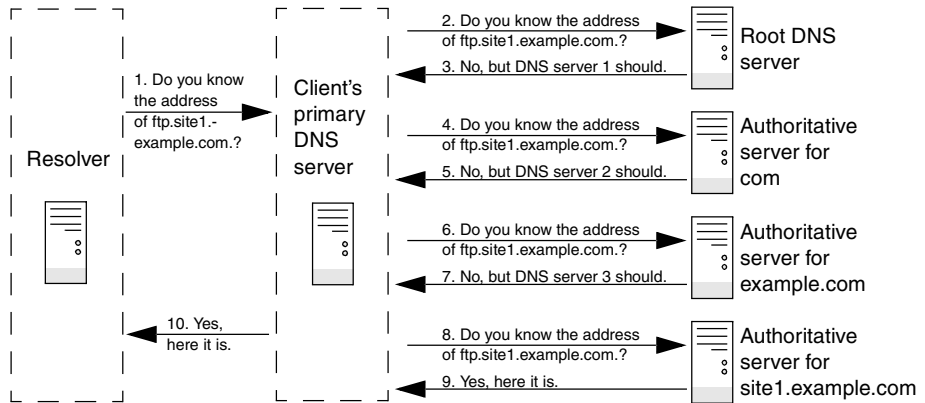 Resolver
1. Do you know
the address
of ftp.site1.-
example.com.?
10. Yes,
here it is.
Client's
primary
DNS
server
2. Do you know the address
of ftp.site1.example.com.?
3. No, but DNS server 1 should.
Root DNS
server
4. Do you know the address
of ftp.site1.example.com.?
5. No, but DNS server 2 should.
Authoritative
server for
com
6. Do you know the address
of ftp.site1.example.com.?
7. No, but DNS server 3 should.
Authoritative
server for
example.com
8. Do you know the address
of ftp.site1.example.com.?
9. Yes, here it is.
Authoritative
server for
site1.example.com